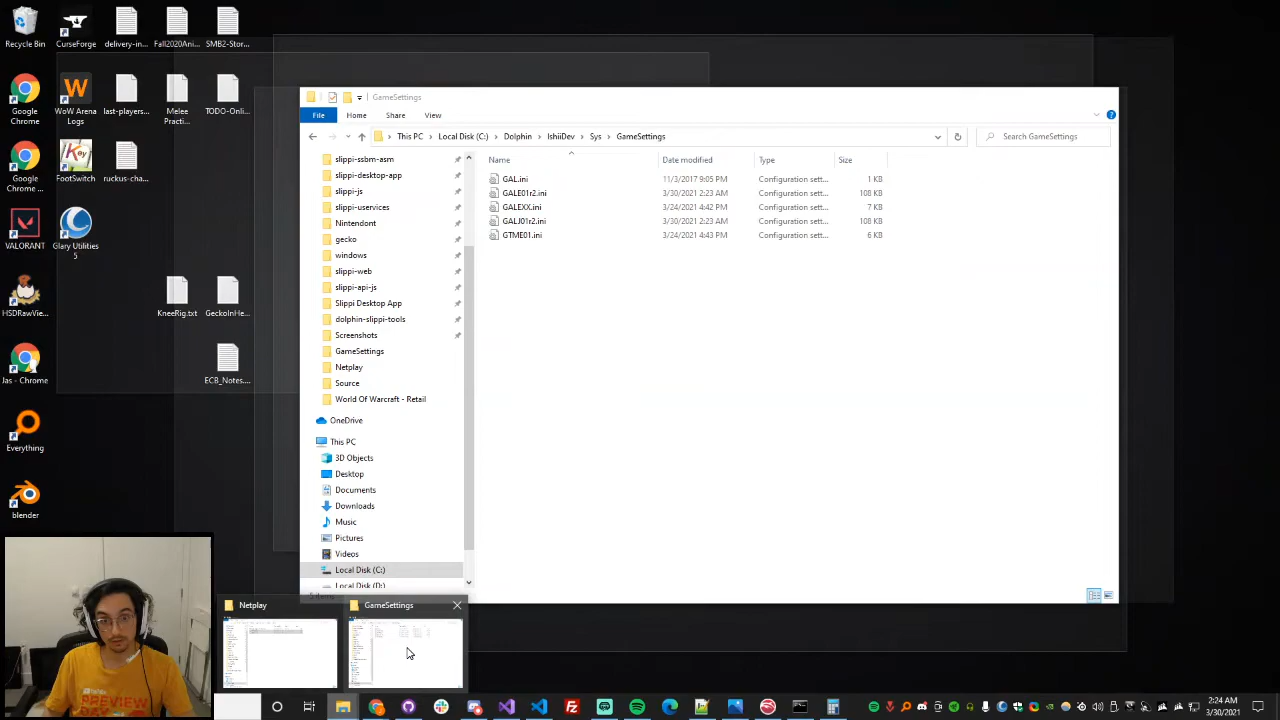 Recycle Bin
CurseForge
delivery-in...
Fall2020Ani...
SMB2-Stor...
Google
Chrome
WoW Arena
Logs
last-players...
Melee
Practi...
TODO-Onli...
Google
Chrome ...
FootSwitch
ruckus-cha...
VALORANT
Glary Utilities
5
HSDRawVie...
KneeRig.txt
GeckoInHe...
Jas - Chrome
ECB_Notes....
Everything
blender
GameSettings
File
Home
Share
View
This PC
Local Disk (C:)
Dolphin
IshiiDev
Sys
GameSettings
Search GameSettings
slippi-ssbm-asm
slippi-desktop-app
slippi-js
slippi-uservices
Nintendont
gecko
windows
slippi-web
slippi-api-js
Slippi Desktop App
dolphin-slippi-tools
Screenshots
GameSettings
Netplay
Source
World Of Warcraft - Retail
OneDrive
This PC
3D Objects
Desktop
Documents
Downloads
Music
Pictures
Videos
Local Disk (C:)
Local Disk (D:)
Name Date modified Type Size
GAL.ini 11/3/2017 9:05 PM Configuration sett... 1 KB
GALE01r2.ini 3/30/2021 2:23 AM Configuration sett... 108 KB
GALEXX.ini 3/24/2021 4:42 PM Configuration sett... 7 KB
GALJ01r2.ini 3/30/2021 2:23 AM Configuration sett... 108 KB
GTME01.ini 3/24/2021 4:43 PM Configuration sett... 6 KB
5 items
Netplay
GameSettings
PREVIEW
2:24 AM
3/30/2021